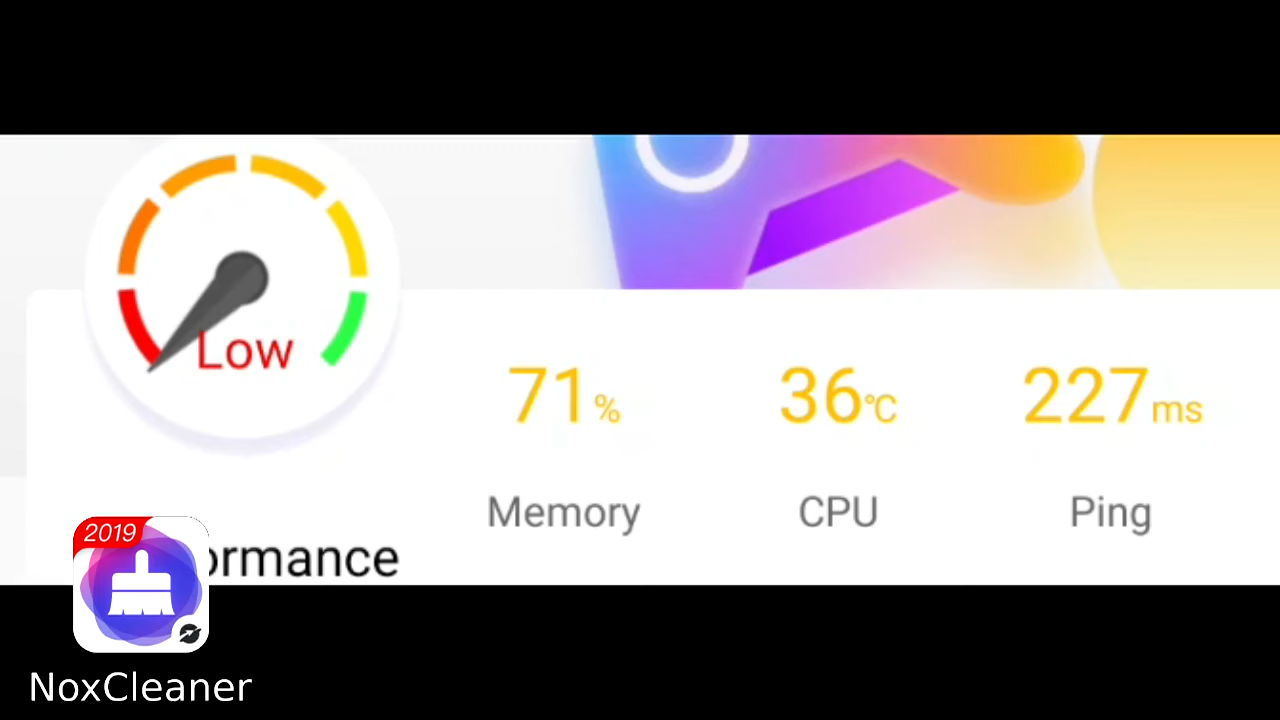 Low
71% 36°C 227ms
Memory CPU Ping
2019
ormance
NoxCleaner